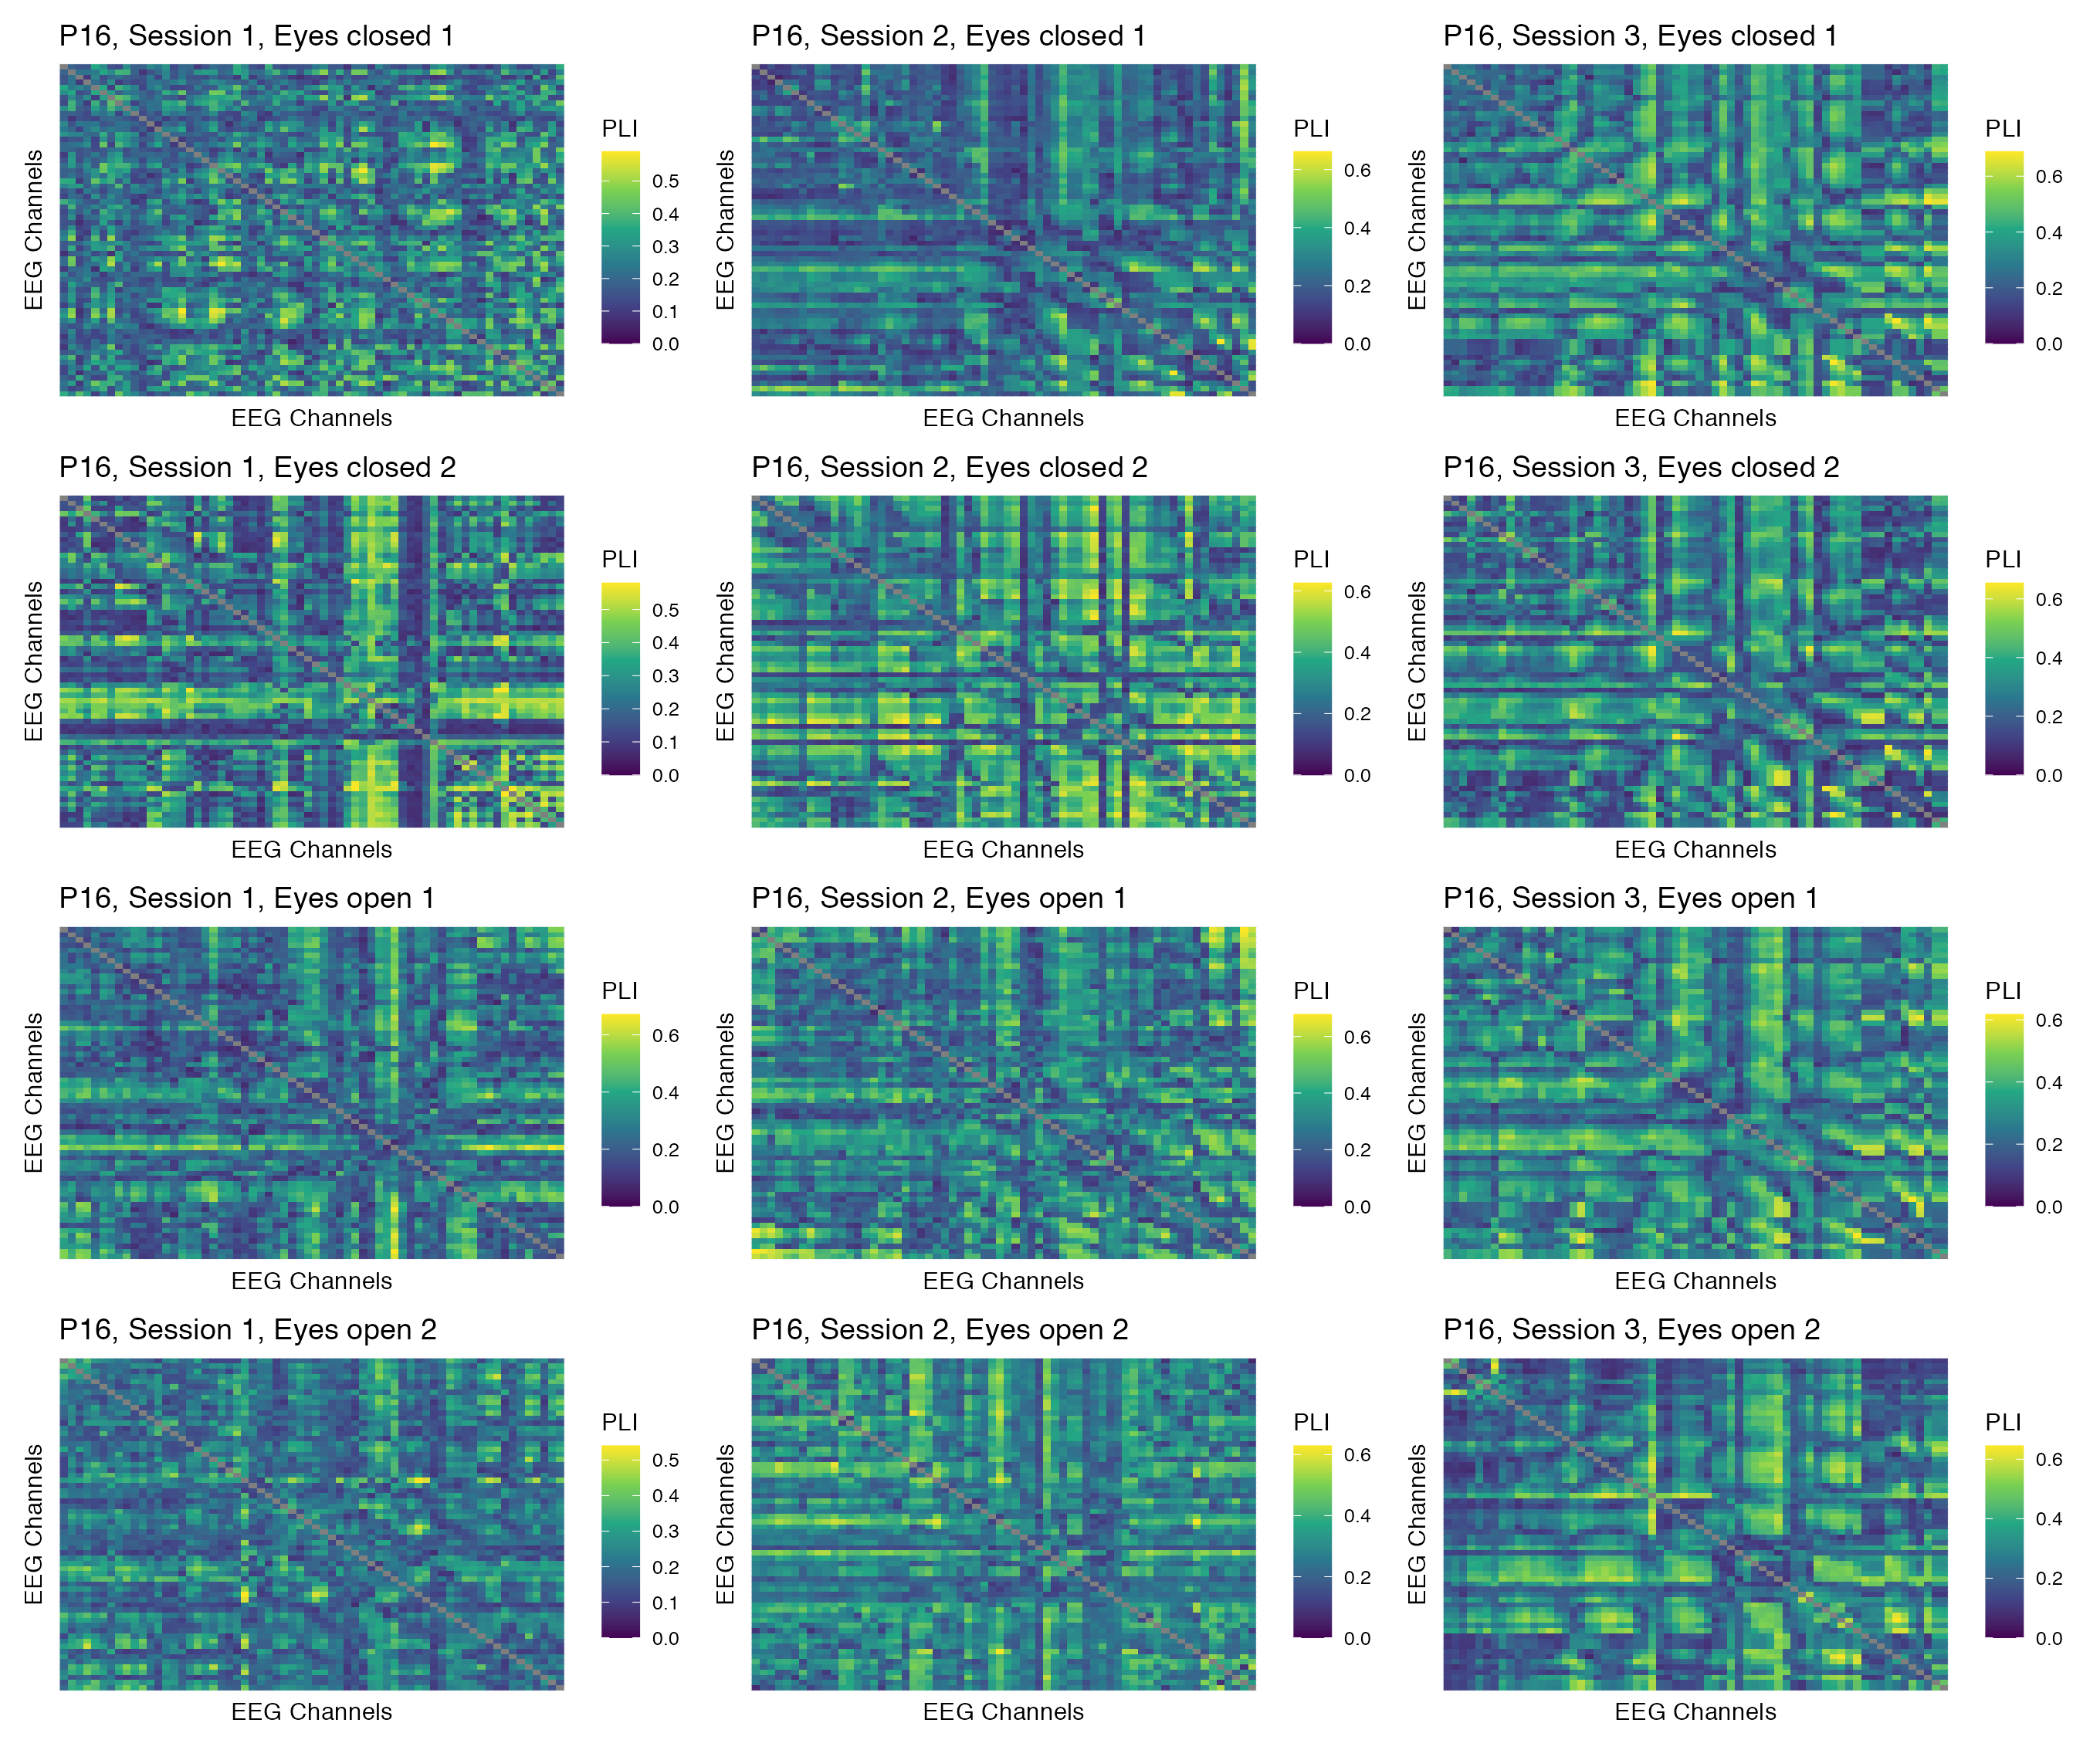 P16, Session 1, Eyes closed 1
P16, Session 2, Eyes closed 1
P16, Session 3, Eyes closed 1
EEG Channels
EEG Channels
PLI
0.5
0.4
0.3
0.2
0.1
0.0
EEG Channels
EEG Channels
PLI
0.6
0.4
0.2
0.0
EEG Channels
EEG Channels
PLI
0.6
0.4
0.2
0.0
P16, Session 1, Eyes closed 2
P16, Session 2, Eyes closed 2
P16, Session 3, Eyes closed 2
EEG Channels
EEG Channels
PLI
0.5
0.4
0.3
0.2
0.1
0.0
EEG Channels
EEG Channels
PLI
0.6
0.4
0.2
0.0
EEG Channels
EEG Channels
PLI
0.6
0.4
0.2
0.0
P16, Session 1, Eyes open 1
P16, Session 2, Eyes open 1
P16, Session 3, Eyes open 1
EEG Channels
EEG Channels
PLI
0.6
0.4
0.2
0.0
EEG Channels
EEG Channels
PLI
0.6
0.4
0.2
0.0
EEG Channels
EEG Channels
PLI
0.6
0.4
0.2
0.0
P16, Session 1, Eyes open 2
P16, Session 2, Eyes open 2
P16, Session 3, Eyes open 2
EEG Channels
EEG Channels
PLI
0.5
0.4
0.3
0.2
0.1
0.0
EEG Channels
EEG Channels
PLI
0.6
0.4
0.2
0.0
EEG Channels
EEG Channels
PLI
0.6
0.4
0.2
0.0